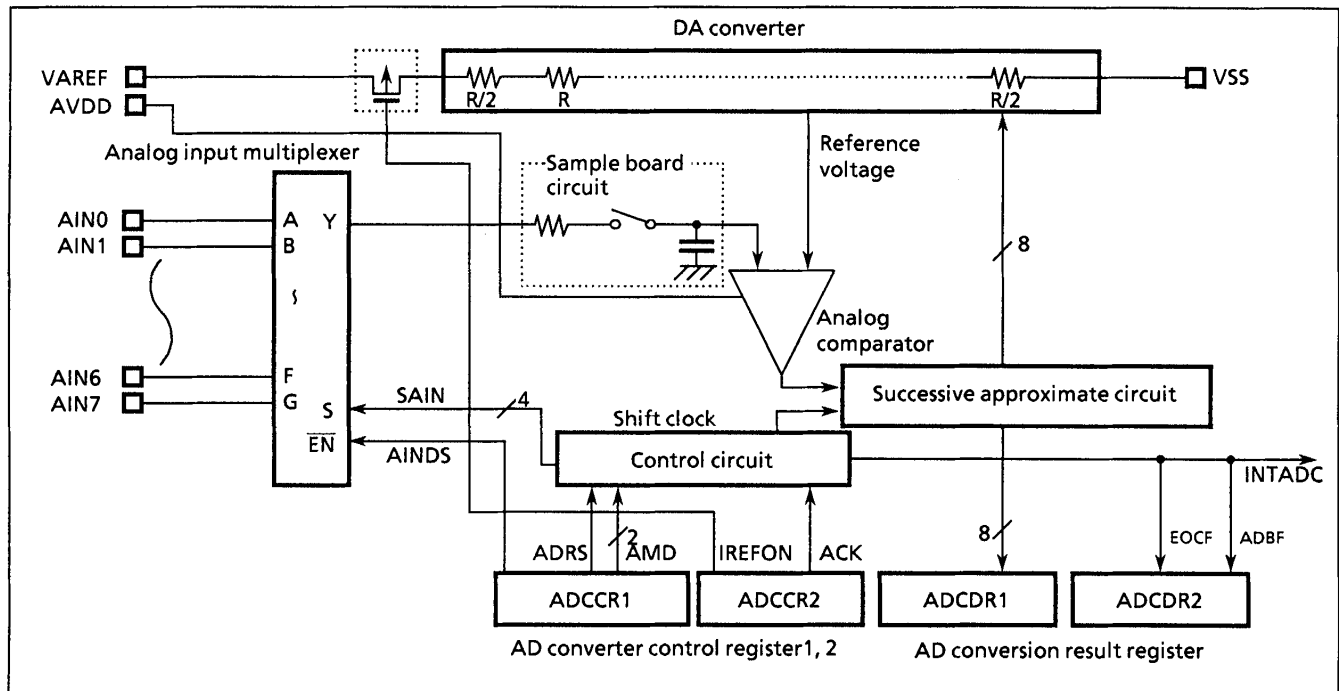 DA converter
VAREF
VSS
R/2
R
R/2
AVDD
Analog input multiplexer
Sample board
circuit
Reference
voltage
AIN0
A
Y
AIN1
B
8
Analog
comparator
AIN6
F
AIN7
G
S
SAIN
4
Successive approximate circuit
Shift clock
EN
AINDS
Control circuit
INTADC
ADRS
2
AMD
IREFON
ACK
8
EOCF
ADBF
ADCCR1
ADCCR2
ADCDR1
ADCDR2
AD converter control register1, 2
AD conversion result register